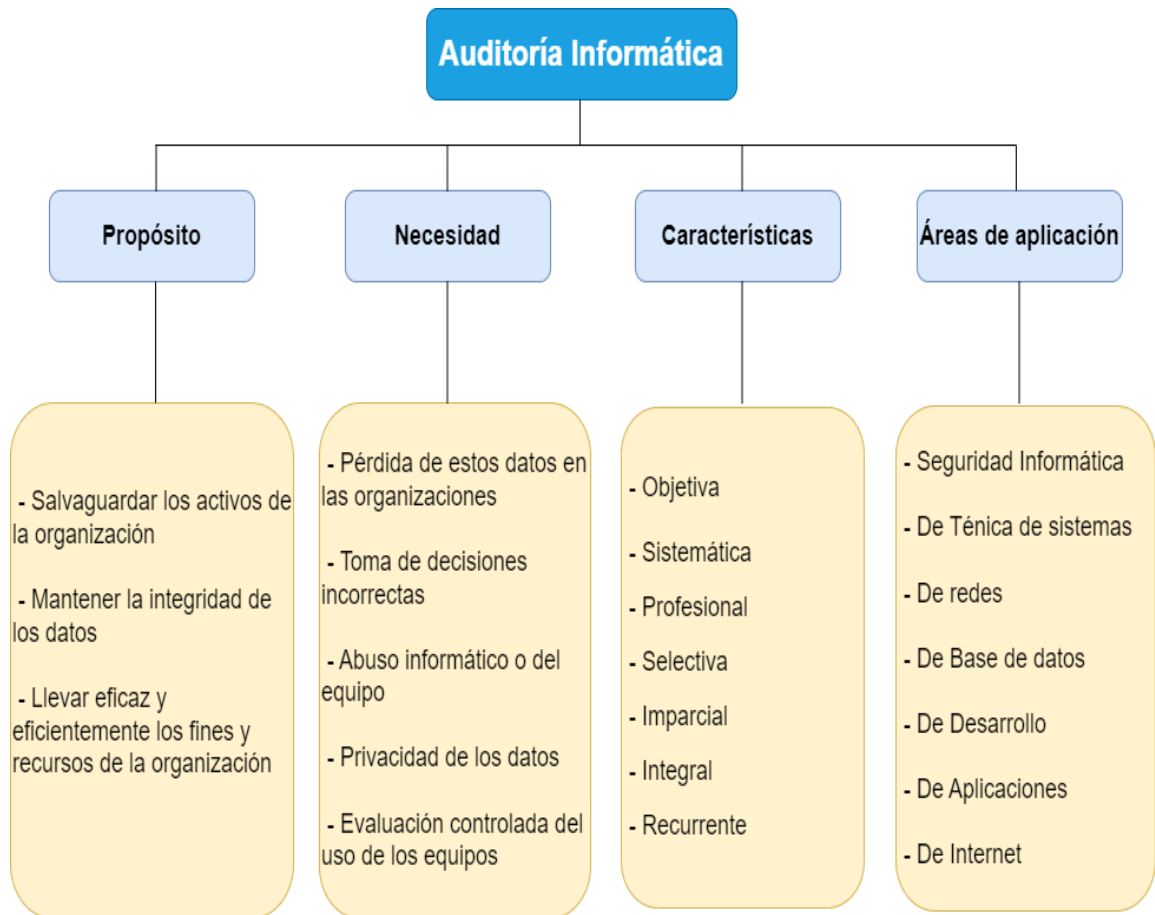 Auditoría Informática
Propósito
Necesidad
Características
Áreas de aplicación
- Salvaguardar los activos de
la organización
- Mantener la integridad de
los datos
- Llevar eficaz y
eficientemente los fines y
recursos de la organización
- Pérdida de estos datos en
las organizaciones
- Toma de decisiones
incorrectas
- Abuso informático o del
equipo
- Privacidad de los datos
- Evaluación controlada del
uso de los equipos
- Objetiva
- Sistemática
- Profesional
- Selectiva
- Imparcial
- Integral
- Recurrente
- Seguridad Informática
- De Ténica de sistemas
- De redes
- De Base de datos
- De Desarrollo
- De Aplicaciones
- De Internet